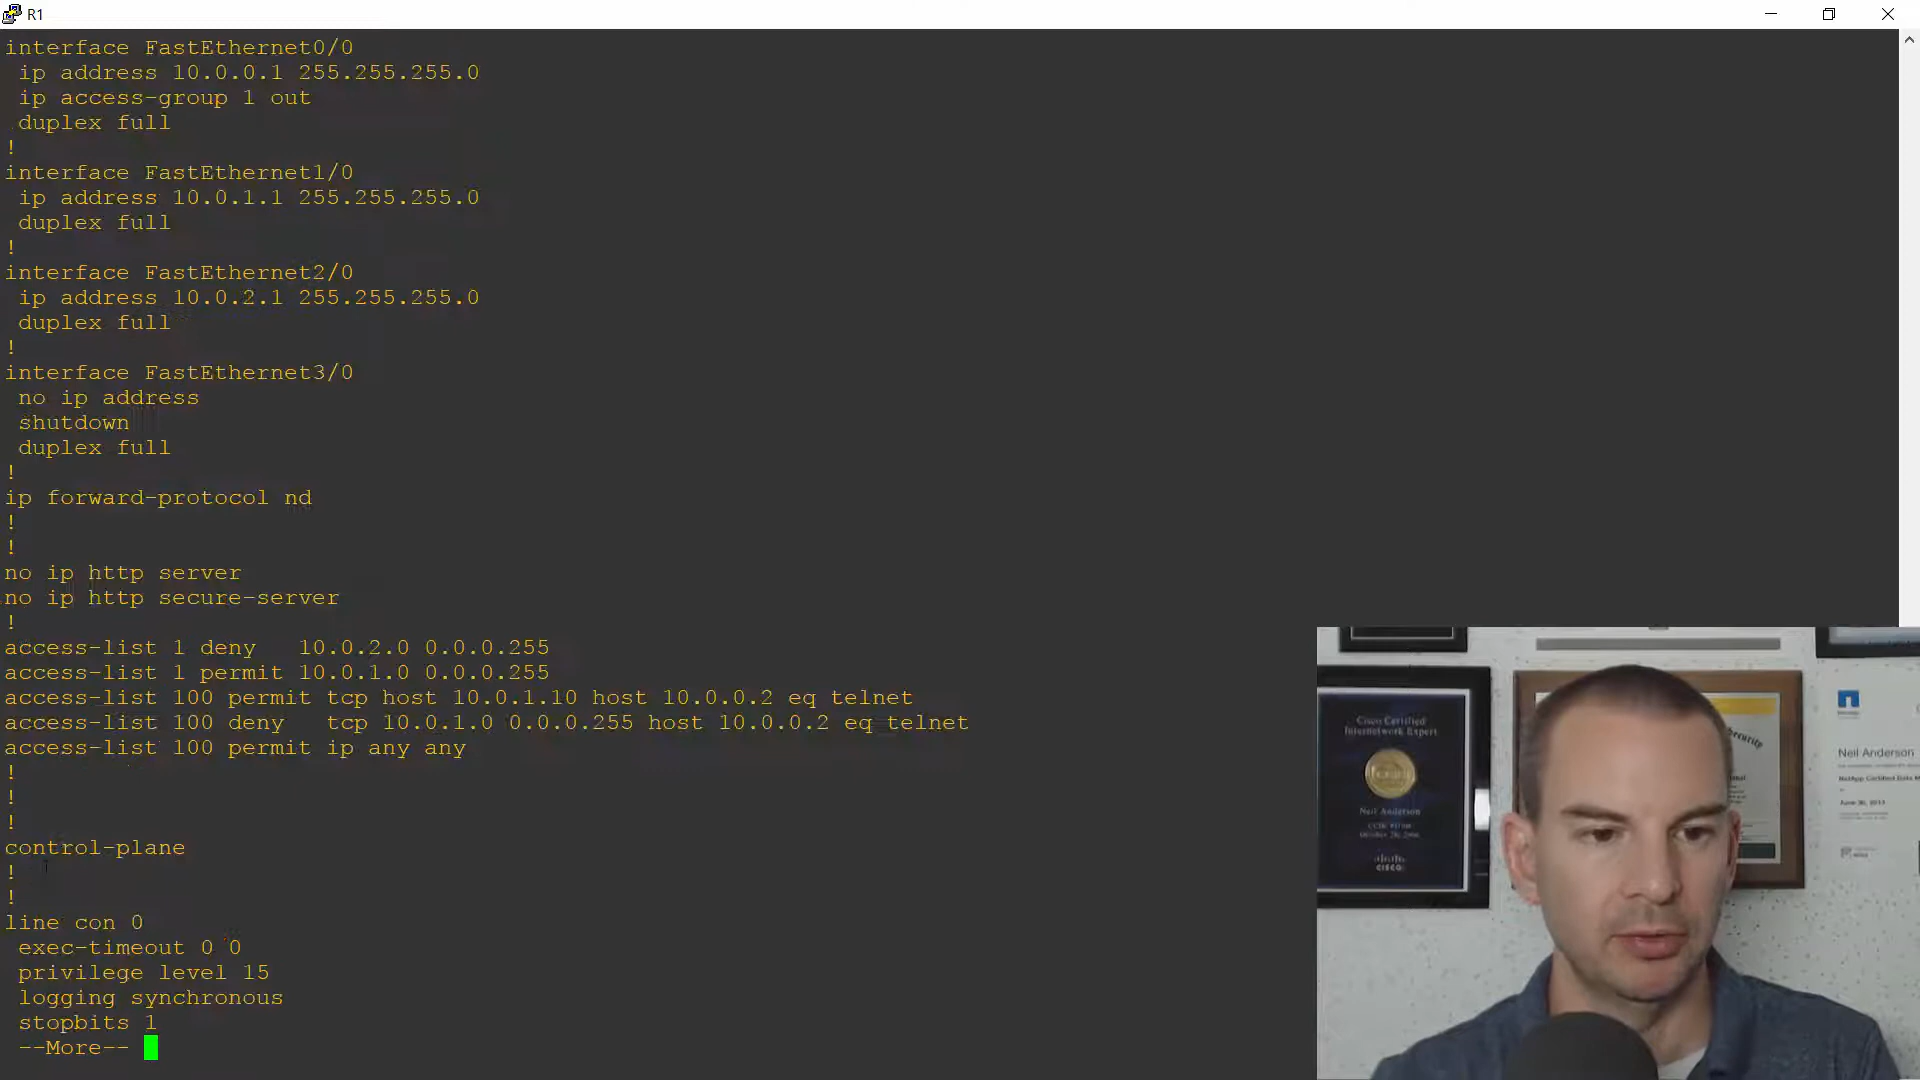 R1
interface FastEthernet0/0
ip address 10.0.0.1 255.255.255.0
ip access-group 1 out
duplex full
!
interface FastEthernet1/0
ip address 10.0.1.1 255.255.255.0
duplex full
!
interface FastEthernet2/0
ip address 10.0.2.1 255.255.255.0
duplex full
!
interface FastEthernet3/0
no ip address
shutdown
duplex full
!
ip forward-protocol nd
!
!
no ip http server
no ip http secure-server
!
access-list 1 deny   10.0.2.0 0.0.0.255
access-list 1 permit 10.0.1.0 0.0.0.255
access-list 100 permit tcp host 10.0.1.10 host 10.0.0.2 eq telnet
access-list 100 deny   tcp 10.0.1.0 0.0.0.255 host 10.0.0.2 eq telnet
access-list 100 permit ip any any
!
!
!
control-plane
!
!
line con 0
exec-timeout 0 0
privilege level 15
logging synchronous
stopbits 1
--More--
Cisco Certified
Internetwork Expert
Neil Anderson
CISCO
Neil Anderson